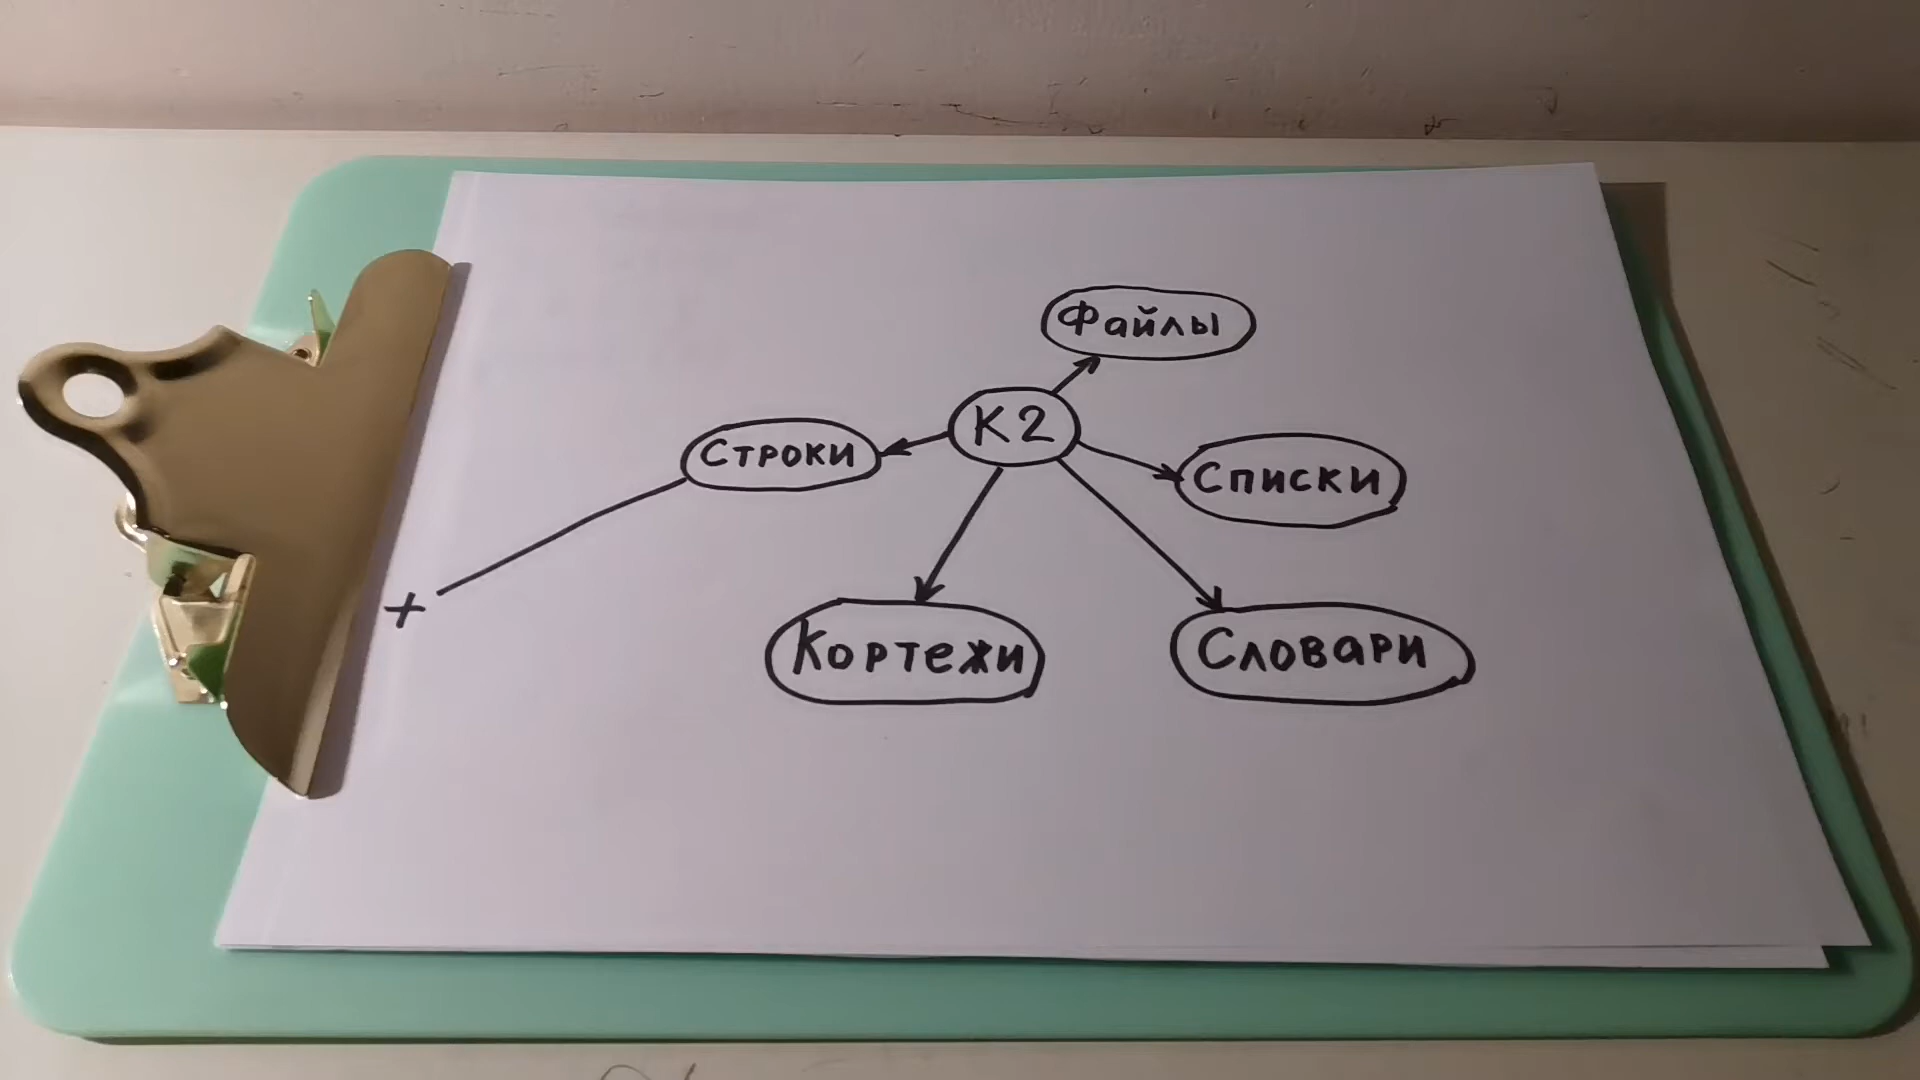 Файлы
К2
Строки
Списки
+
Кортежи
Словари